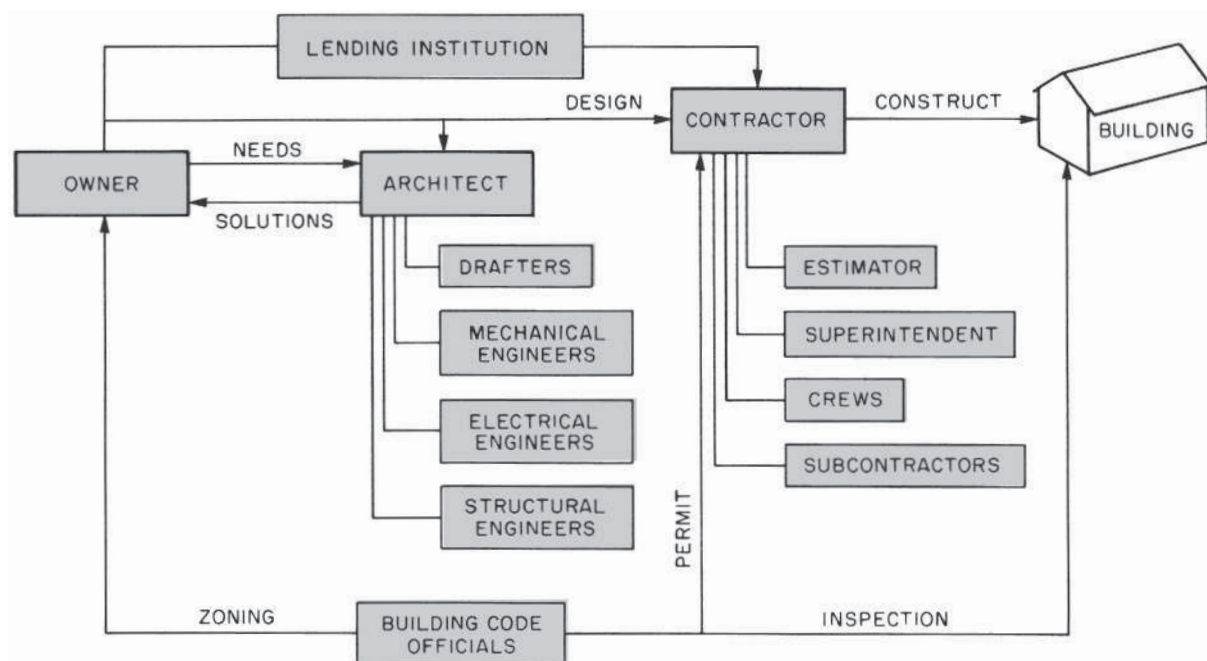 LENDING INSTITUTION
DESIGN
CONTRACTOR
CONSTRUCT
BUILDING
OWNER
NEEDS
SOLUTIONS
ARCHITECT
DRAFTERS
MECHANICAL
ENGINEERS
ELECTRICAL
ENGINEERS
STRUCTURAL
ENGINEERS
ESTIMATOR
SUPERINTENDENT
CREWS
SUBCONTRACTORS
PERMIT
ZONING
BUILDING CODE
OFFICIALS
INSPECTION